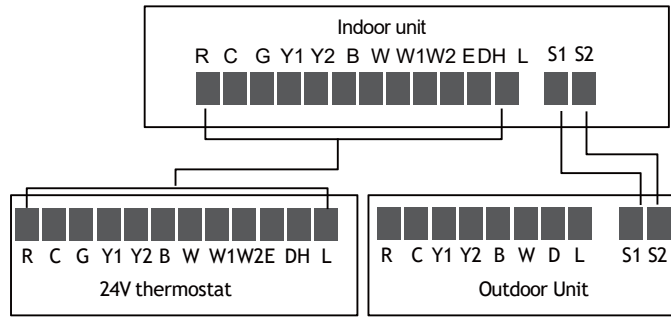 Indoor unit
R C G Y1 Y2 B W W1W2 EDH L S1 S2
R C G Y1 Y2 B W W1W2E DH L
R C Y1 Y2 B W D L S1 S2
24V thermostat
Outdoor Unit